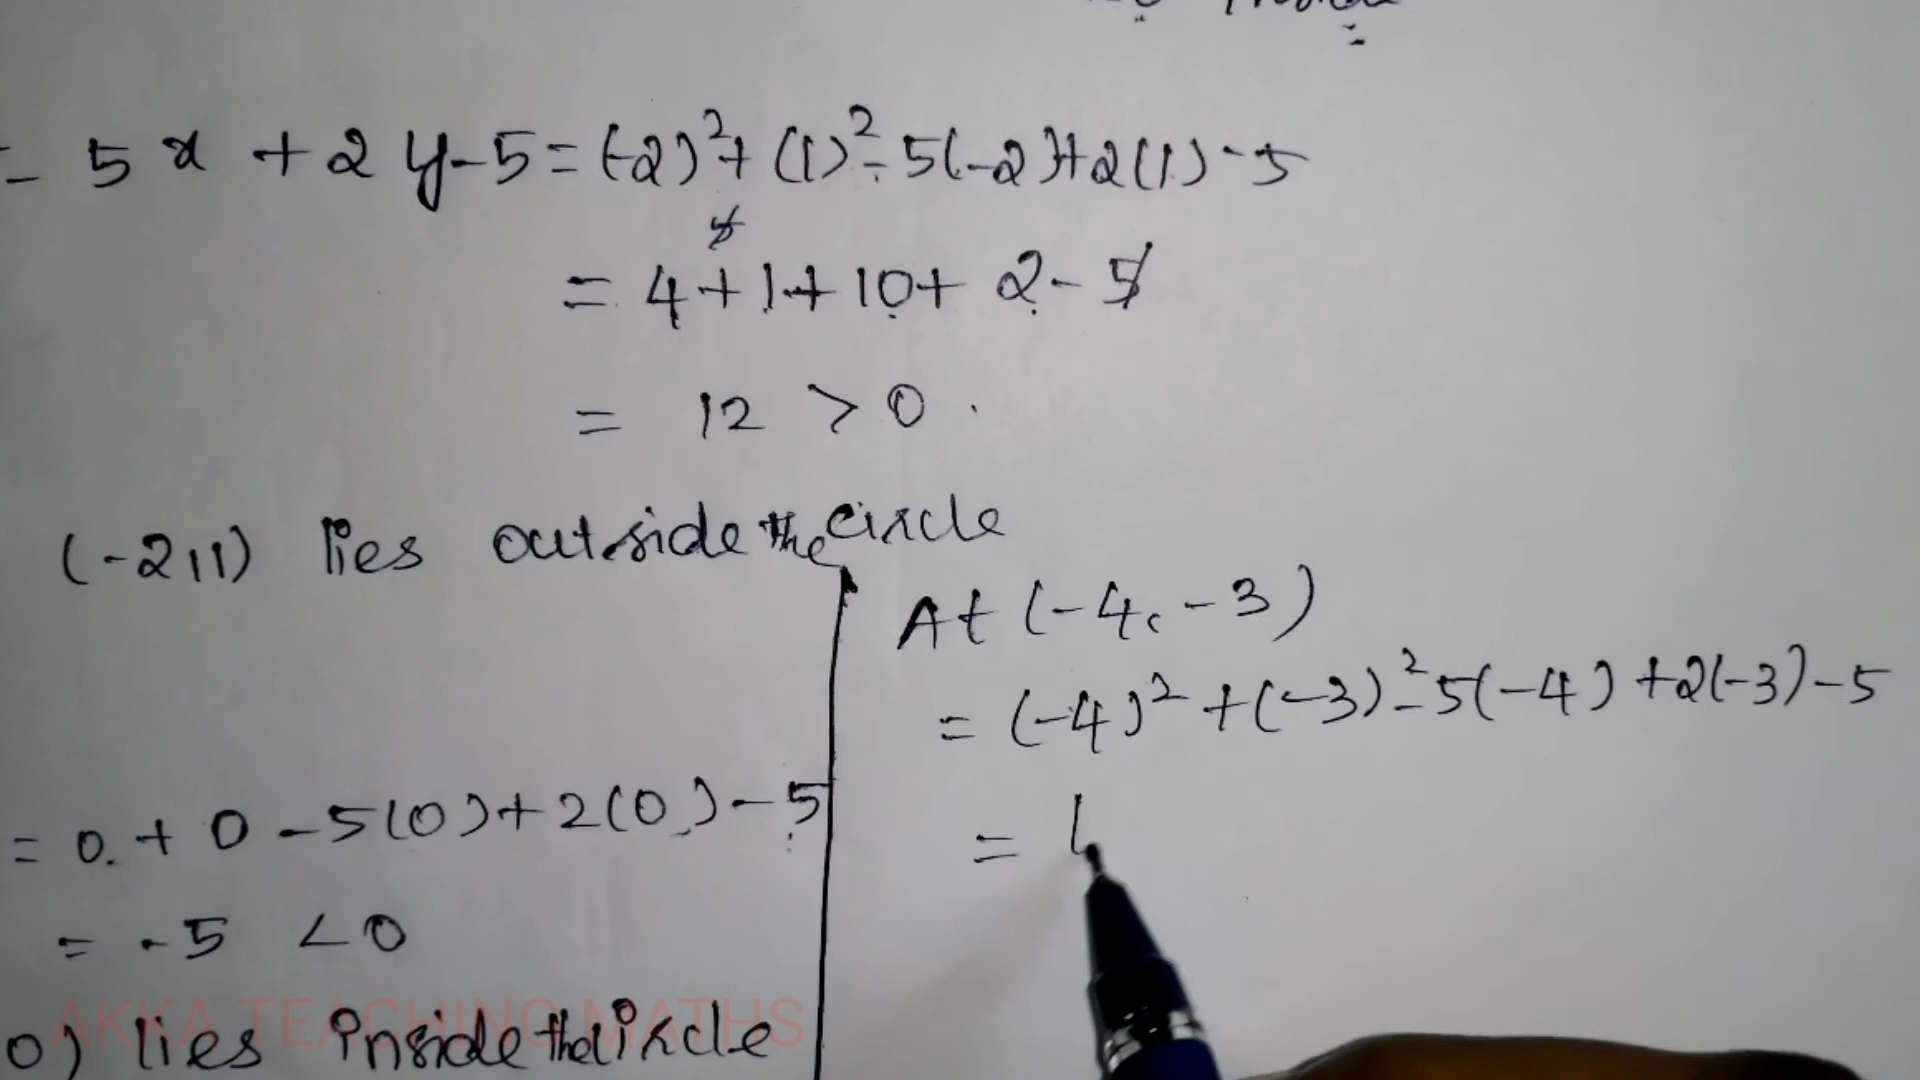 - 5x + 2y-5 = (-2)² + (1)² - 5(-2) + 2(1) - 5
5
= 4 + 1 + 10 + 2 - 5
= 12 > 0.
(-2,1) lies outside the circle
= 0 + 0 - 5(0) + 2(0) - 5
= -5 < 0
0) lies inside the circle
At (-4, -3)
= (-4)² + (-3)² - 5(-4) + 2(-3) - 5
=
AKKA TEACHING MATHS